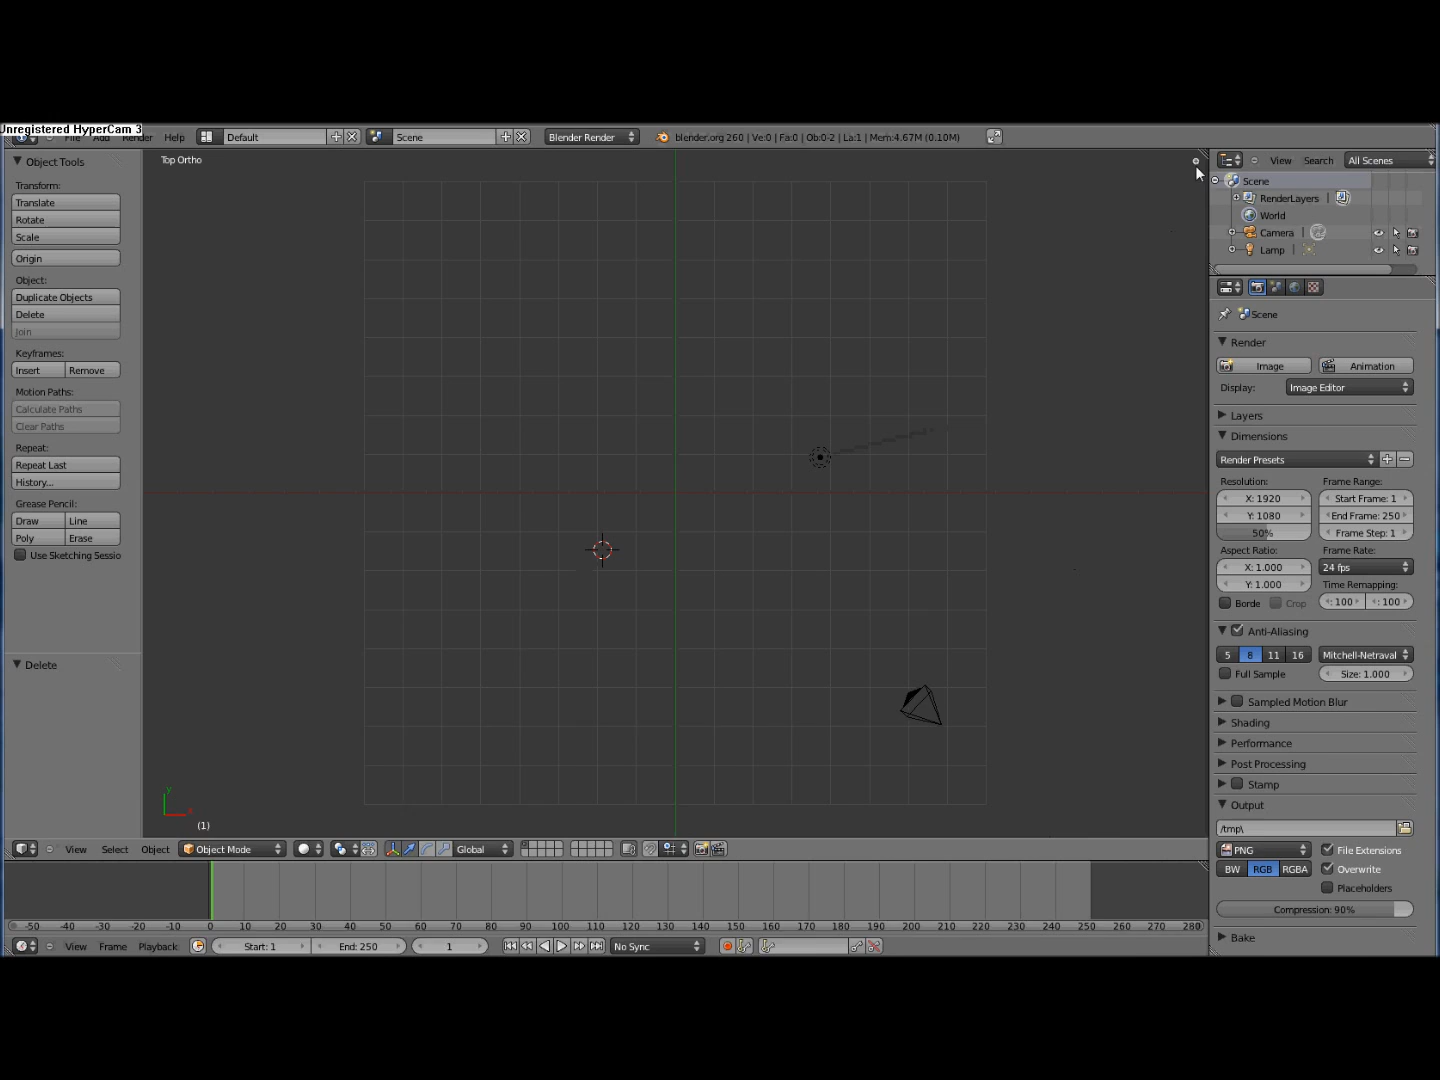 Unregistered HyperCam 3
File Add Render Help Default Scene Blender Render blender.org 260 | Ve:0 | Fa:0 | Ob:0-2 | La:1 | Mem:4.67M (0.10M)
Object Tools
Transform:
Translate
Rotate
Scale
Origin
Object:
Duplicate Objects
Delete
Join
Keyframes:
Insert Remove
Motion Paths:
Calculate Paths
Clear Paths
Repeat:
Repeat Last
History...
Grease Pencil:
Draw Line
Poly Erase
Use Sketching Sessio
Delete
Top Ortho
y
x
(1)
View Select Object Object Mode Global
-50 -40 -30 -20 -10 0 10 20 30 40 50 60 70 80 90 100 110 120 130 140 150 160 170 180 190 200 210 220 230 240 250 260 270 280
View Frame Playback: Start: 1 End: 250 1 No Sync
View Search All Scenes
Scene
RenderLayers |
World
Camera |
Lamp |
Scene
Render
Image Animation
Display: Image Editor
Layers
Dimensions
Render Presets
Resolution: Frame Range:
X: 1920 Start Frame: 1
Y: 1080 End Frame: 250
50% Frame Step: 1
Aspect Ratio: Frame Rate:
X: 1.000 24 fps
Y: 1.000 Time Remapping:
Borde Crop : 100 : 100
Anti-Aliasing
5 8 11 16 Mitchell-Netraval
Full Sample Size: 1.000
Sampled Motion Blur
Shading
Performance
Post Processing
Stamp
Output
/tmp\
PNG File Extensions
BW RGB RGBA Overwrite
Placeholders
Compression: 90%
Bake